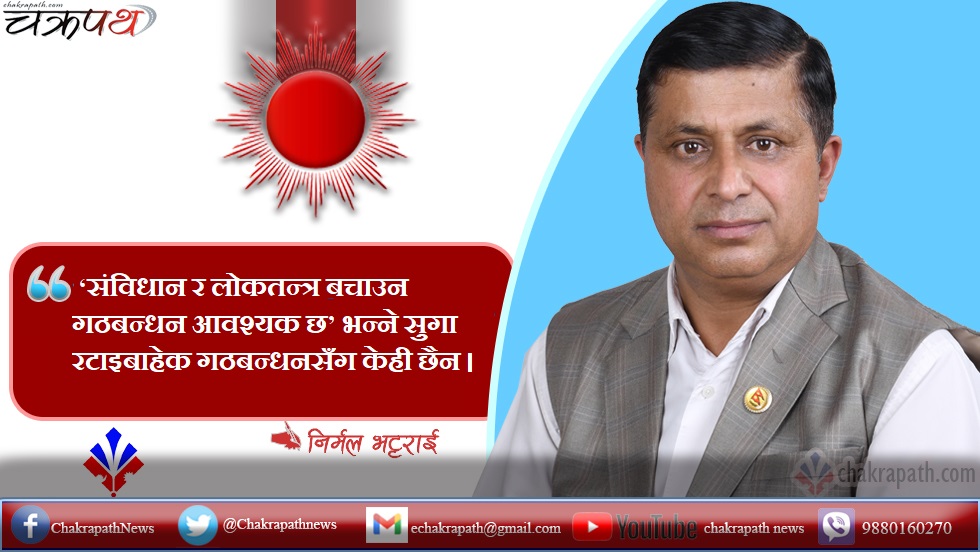 chakrapath.com
चक्रपथ
‘संविधान र लोकतन्त्र बचाउन
गठबन्धन आवश्यक छ’ भन्ने सुगा
रटाइबाहेक गठबन्धनसँग केही छैन।
निर्मल भट्टराई
chakrapath.com
ChakrapathNews
@Chakrapathnews
echakrapath@gmail.com
YouTube chakrapath news
9880160270